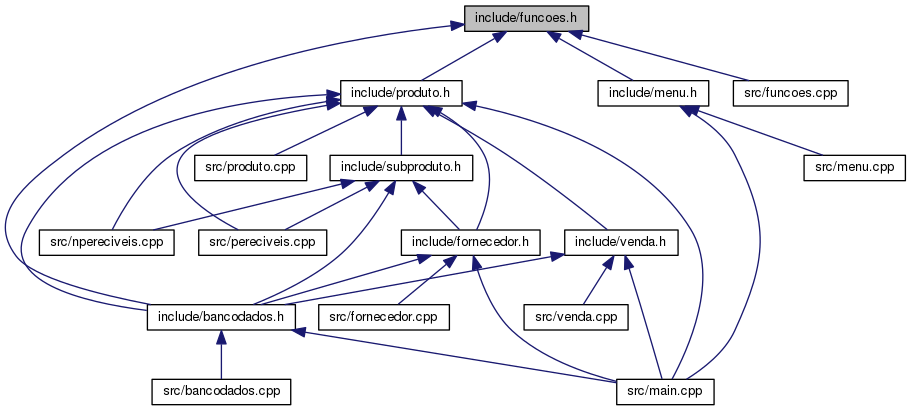 include/funcoes.h
include/produto.h
include/menu.h
src/funcoes.cpp
src/produto.cpp
include/subproduto.h
src/menu.cpp
src/npereciveis.cpp
src/pereciveis.cpp
include/fornecedor.h
include/venda.h
include/bancodados.h
src/fornecedor.cpp
src/venda.cpp
src/bancodados.cpp
src/main.cpp